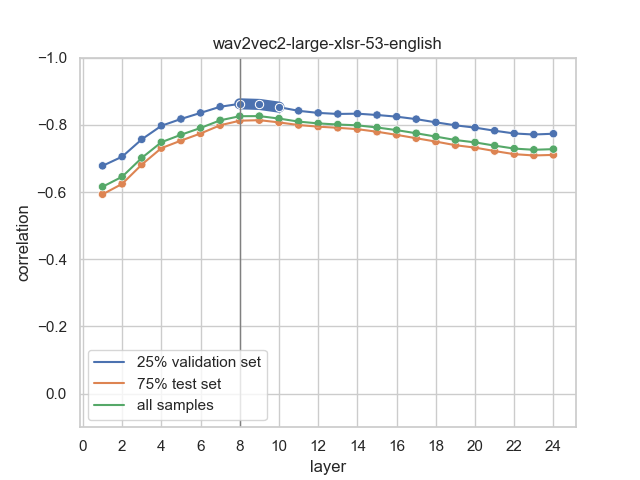 wav2vec2-large-xlsr-53-english
−1.0
−0.8
−0.6
−0.4
−0.2
0.0
correlation
25% validation set
75% test set
all samples
0 2 4 6 8 10 12 14 16 18 20 22 24
layer